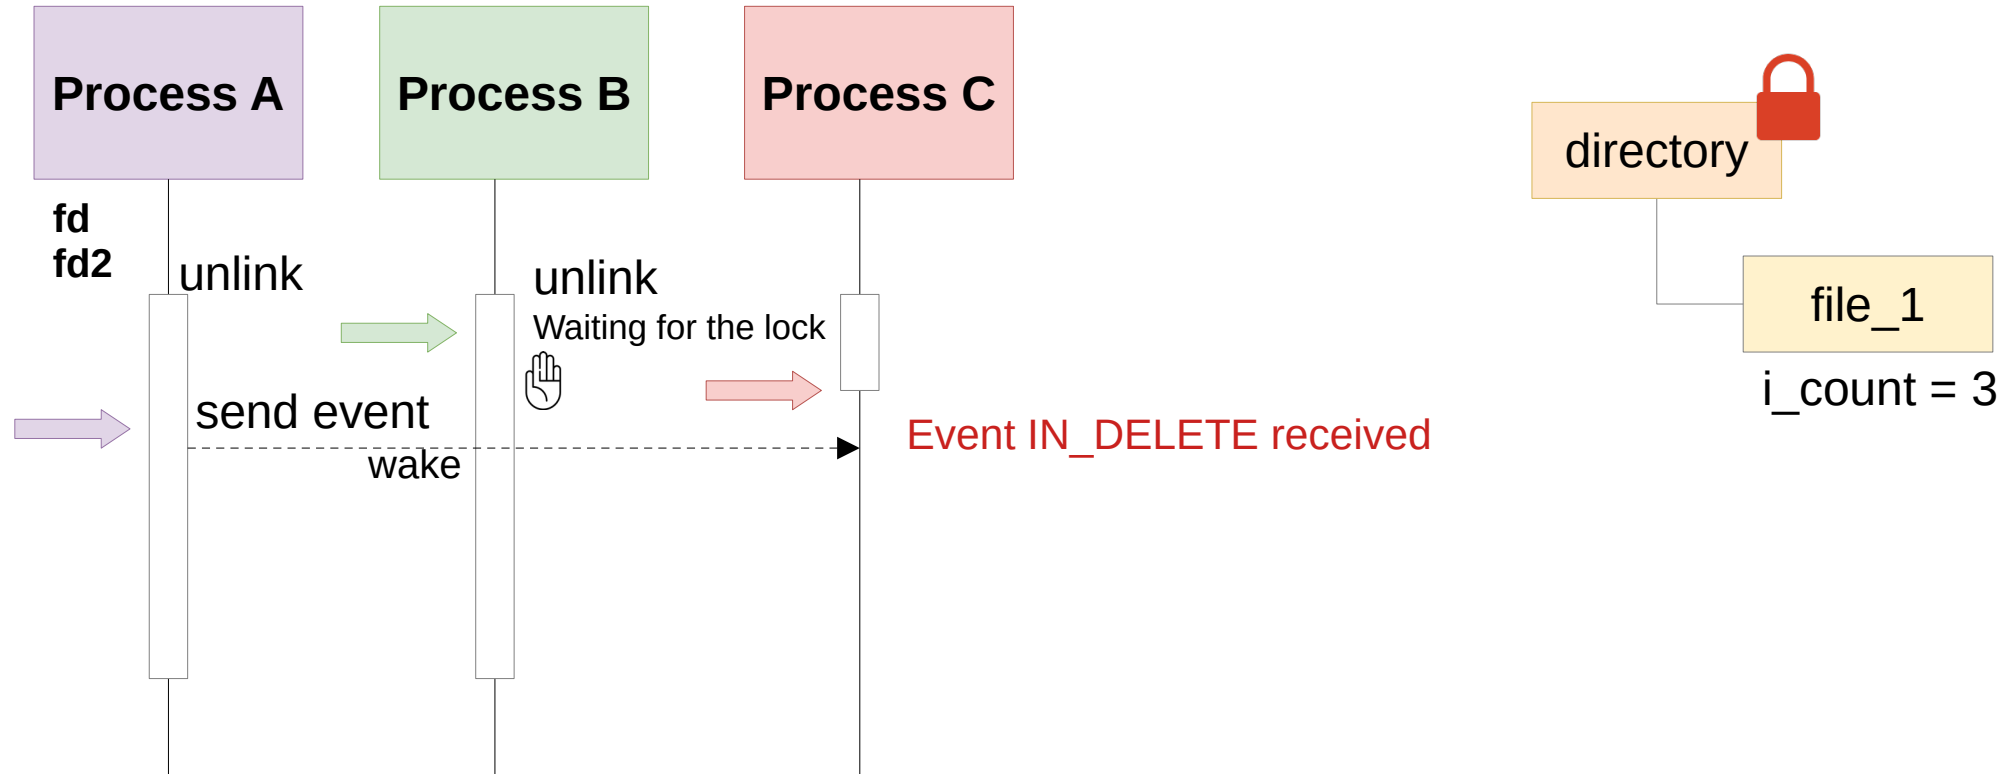 Process A
Process B
Process C
directory
fd
fd2
unlink
unlink
Waiting for the lock
file_1
i_count = 3
send event
wake
Event IN_DELETE received